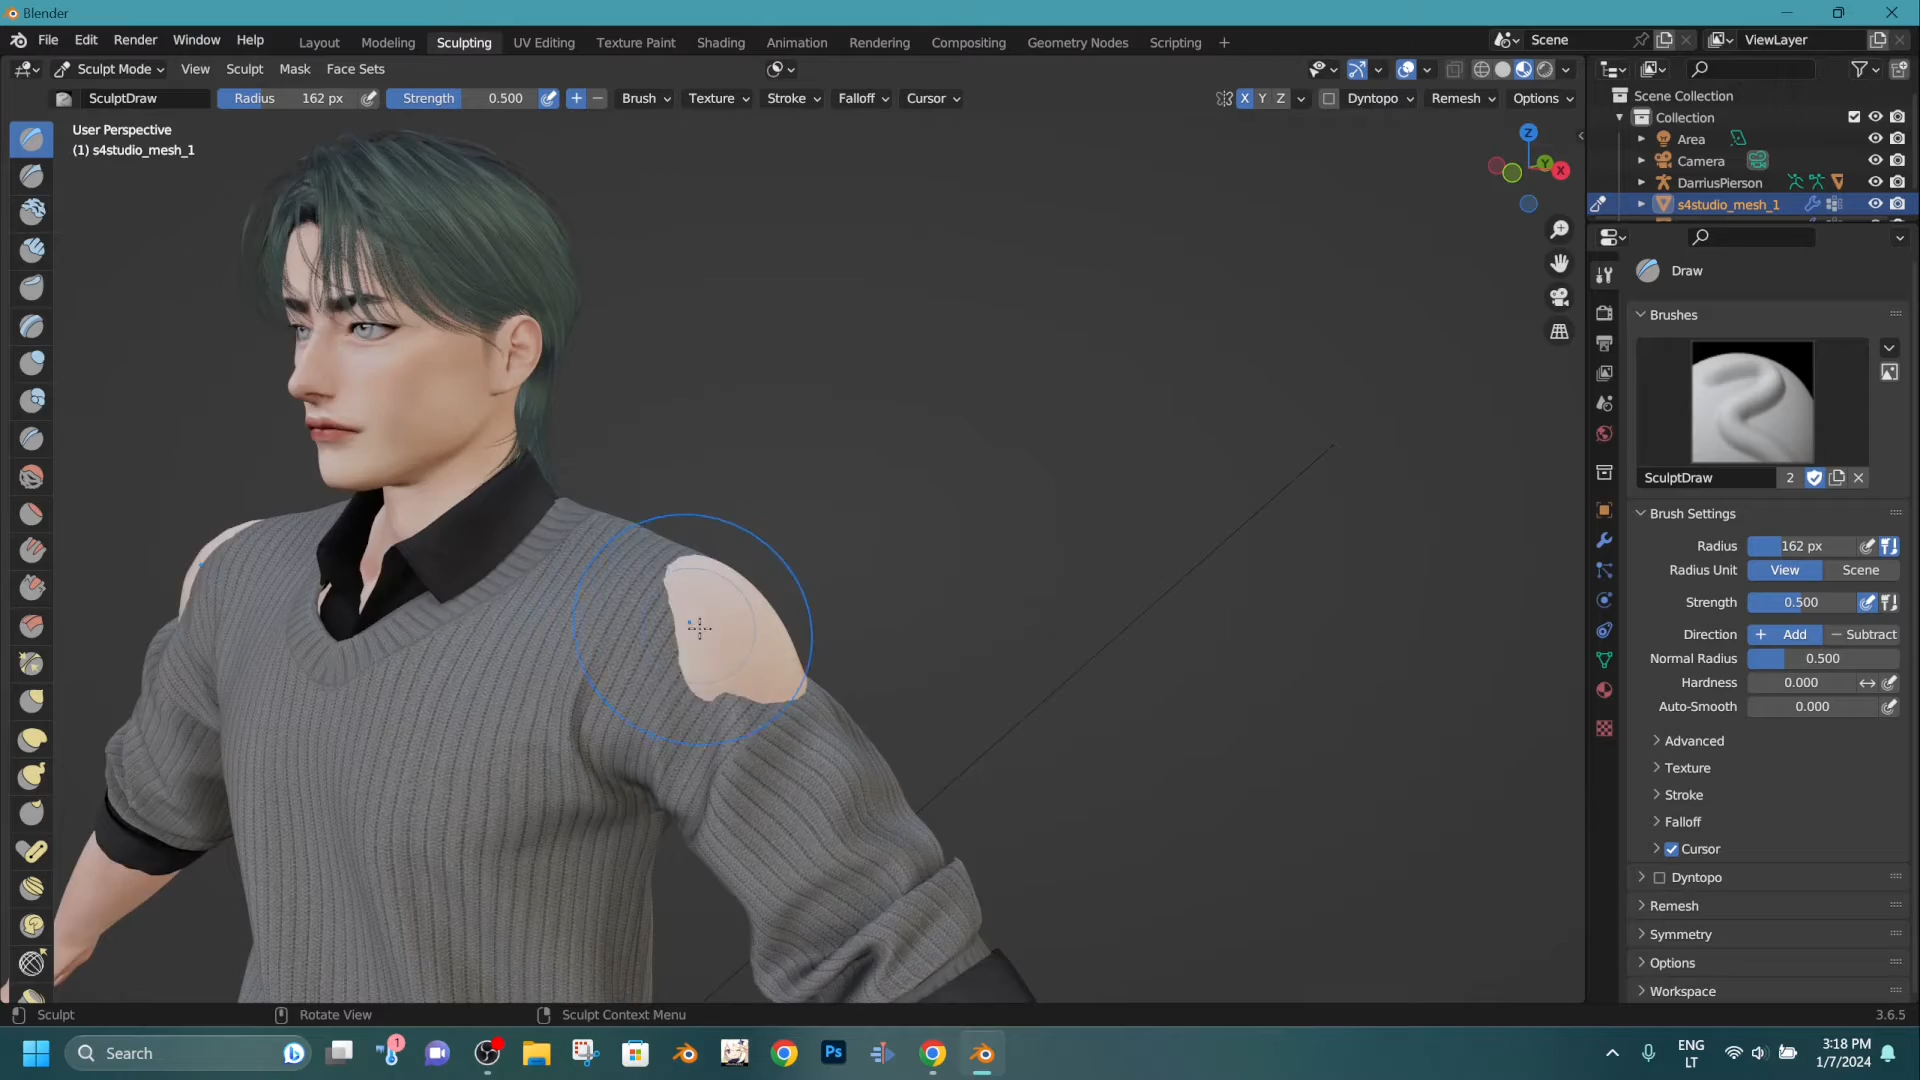 Blender
File Edit Render Window Help Layout Modeling Sculpting UV Editing Texture Paint Shading Animation Rendering Compositing Geometry Nodes Scripting + Scene ViewLayer
Sculpt Mode View Sculpt Mask Face Sets
SculptDraw Radius 162 px Strength 0.500 + − Brush Texture Stroke Falloff Cursor X Y Z Dyntopo Remesh Options
User Perspective
(1) s4studio_mesh_1
Z
Y
X
Scene Collection
Collection
Area
Camera
DarriusPierson
s4studio_mesh_1
Draw
Brushes
SculptDraw 2
Brush Settings
Radius 162 px
Radius Unit View Scene
Strength 0.500
Direction + Add − Subtract
Normal Radius 0.500
Hardness 0.000
Auto-Smooth 0.000
Advanced
Texture
Stroke
Falloff
Cursor
Dyntopo
Remesh
Symmetry
Options
Workspace
Sculpt Rotate View Sculpt Context Menu 3.6.5
Search 1 Ps ENG
LT
3:18 PM
1/7/2024